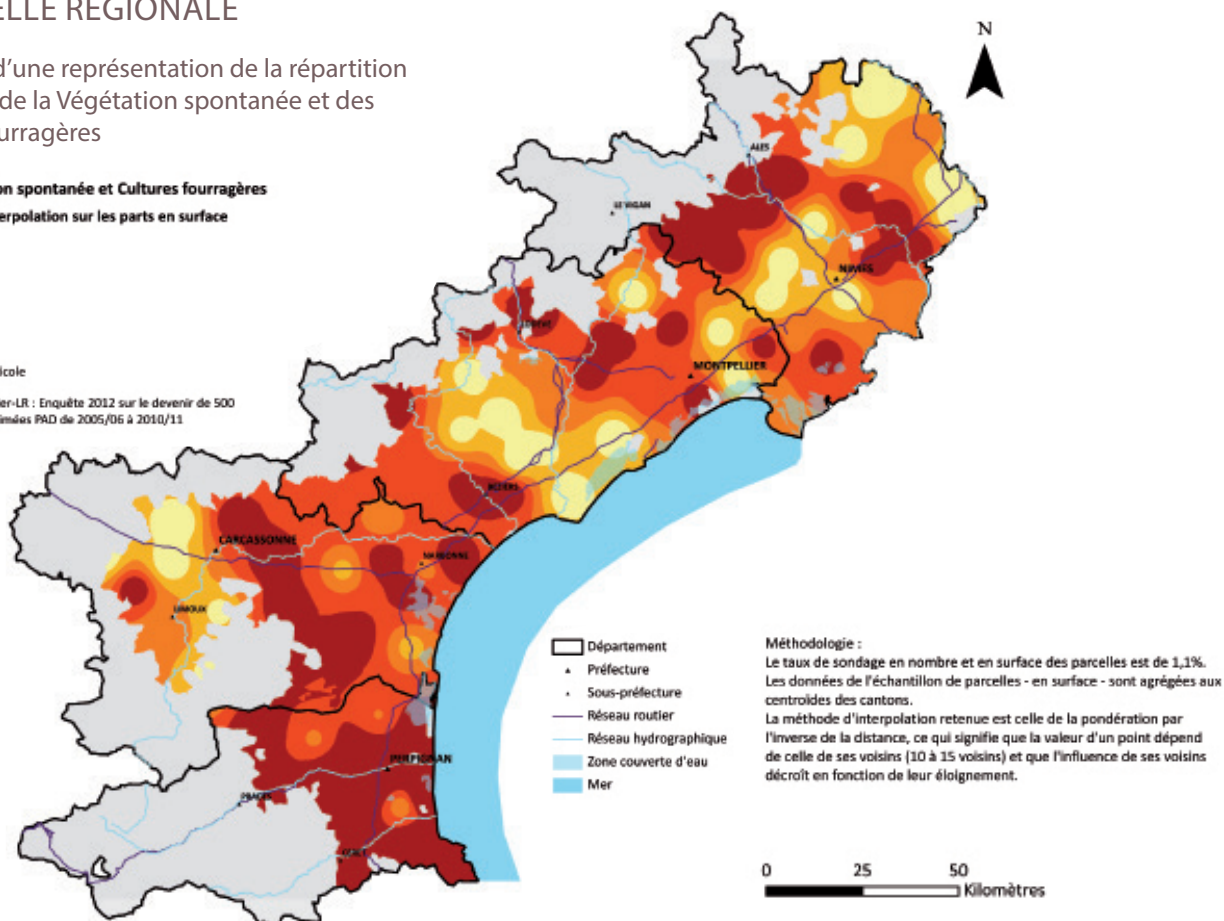 ELLE RÉGIONALE
d'une représentation de la répartition
de la Végétation spontanée et des
urragères
on spontanée et Cultures fourragères
erpolation sur les parts en surface
icole
er-LR : Enquête 2012 sur le devenir de 500
imées PAD de 2005/06 à 2010/11
N
ALES
LE VIGAN
NIMES
LODEVE
MONTPELLIER
BEZIERS
CARCASSONNE
NARBONNE
LIMOUX
PERPIGNAN
PRADES
CERET
Département
Préfecture
Sous-préfecture
Réseau routier
Réseau hydrographique
Zone couverte d'eau
Mer
Méthodologie :
Le taux de sondage en nombre et en surface des parcelles est de 1,1%.
Les données de l'échantillon de parcelles - en surface - sont agrégées aux
centroïdes des cantons.
La méthode d'interpolation retenue est celle de la pondération par
l'inverse de la distance, ce qui signifie que la valeur d'un point dépend
de celle de ses voisins (10 à 15 voisins) et que l'influence de ses voisins
décroît en fonction de leur éloignement.
0 25 50
Kilomètres